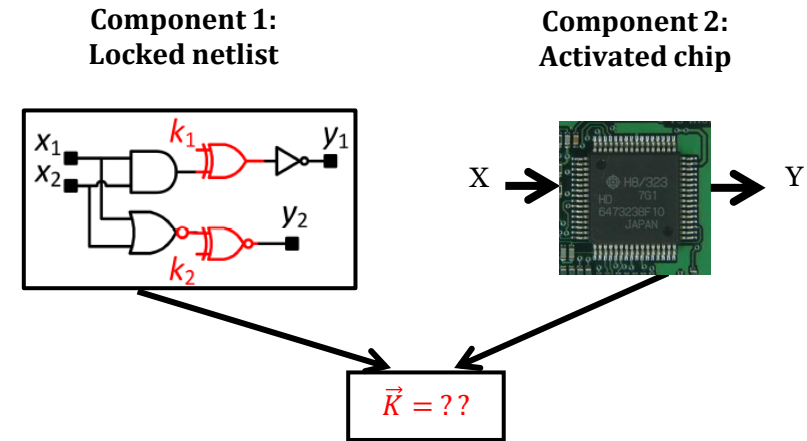 Component 1:
Locked netlist
Component 2:
Activated chip
x1
x2
k1
y1
y2
k2
X
H8/323
7G1
HD
6473238F10
JAPAN
Y
K⃗ = ??